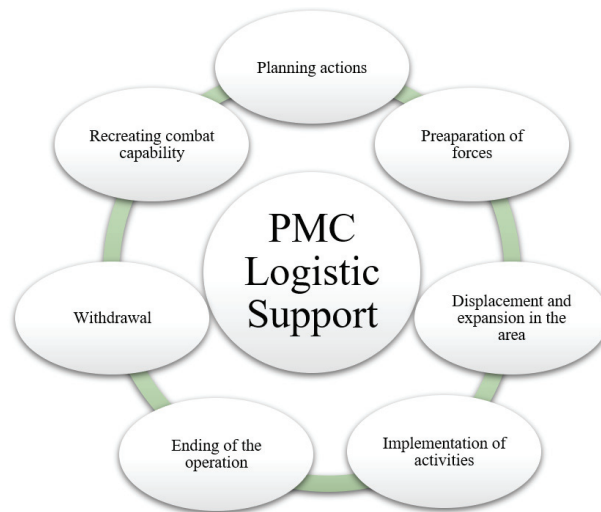 Planning actions
Preaparation of
forces
Displacement and
expansion in the
area
Implementation of
activities
Ending of the
operation
Withdrawal
Recreating combat
capability
PMC
Logistic
Support